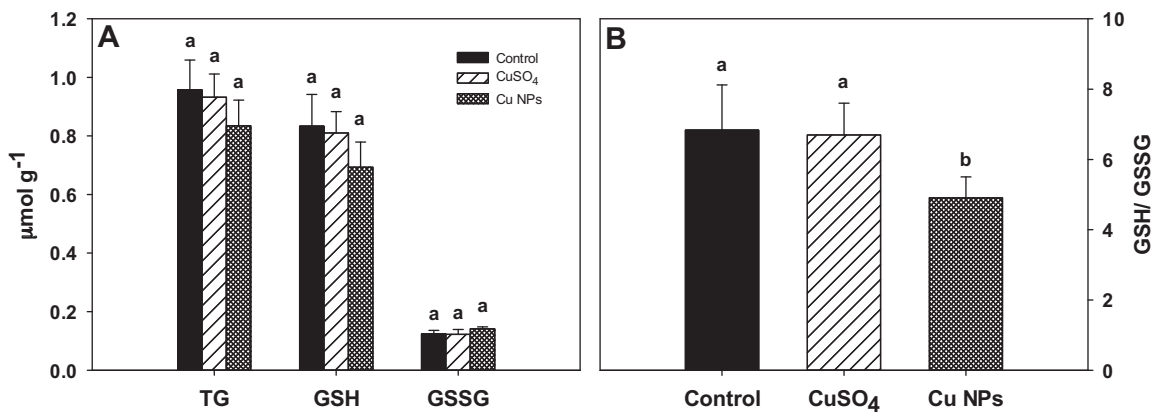 A
B
1.2
1.0
0.8
0.6
0.4
0.2
0.0
μmol g⁻¹
a a a
a a a
a a a
Control
CuSO₄
Cu NPs
TG GSH GSSG
a a b
10
8
6
4
2
0
GSH/ GSSG
Control CuSO₄ Cu NPs